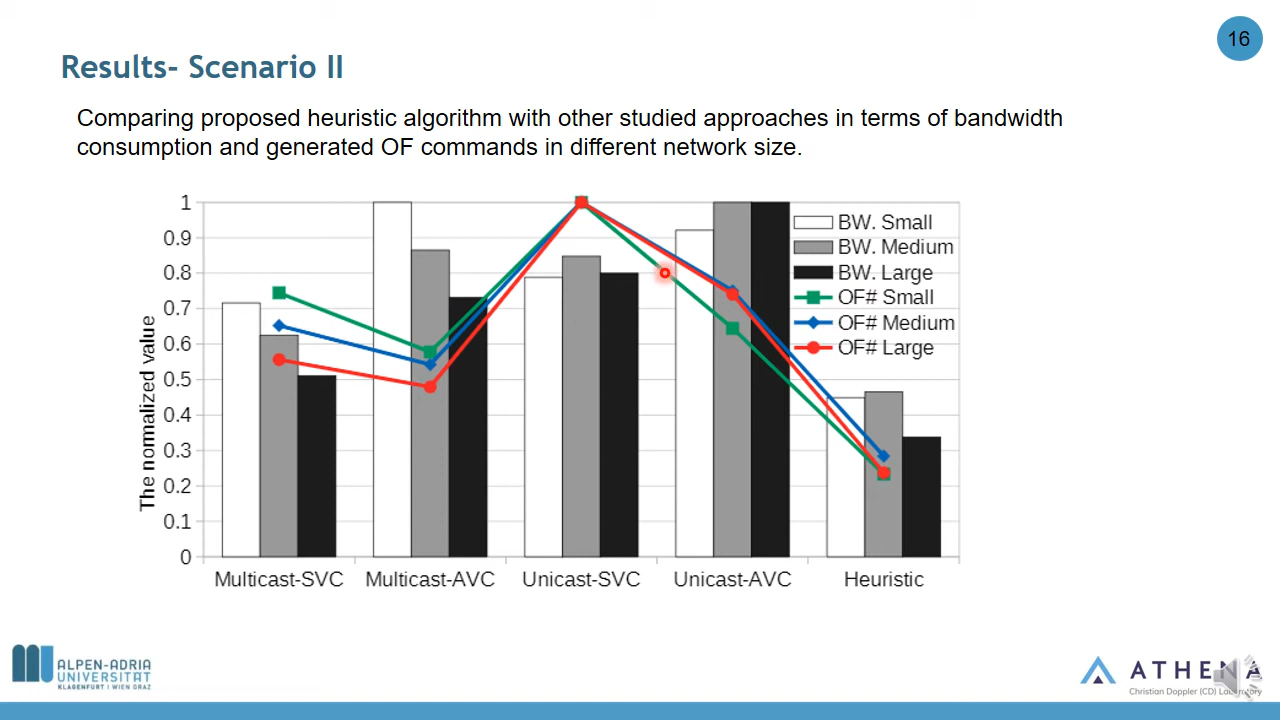 16
Results- Scenario II
Comparing proposed heuristic algorithm with other studied approaches in terms of bandwidth
consumption and generated OF commands in different network size.
The normalized value
1
0.9
0.8
0.7
0.6
0.5
0.4
0.3
0.2
0.1
0
BW. Small
BW. Medium
BW. Large
OF# Small
OF# Medium
OF# Large
Multicast-SVC
Multicast-AVC
Unicast-SVC
Unicast-AVC
Heuristic
ALPEN-ADRIA
UNIVERSITÄT
KLAGENFURT | WIEN GRAZ
ATHENA
Christian Doppler (CD) Laboratory